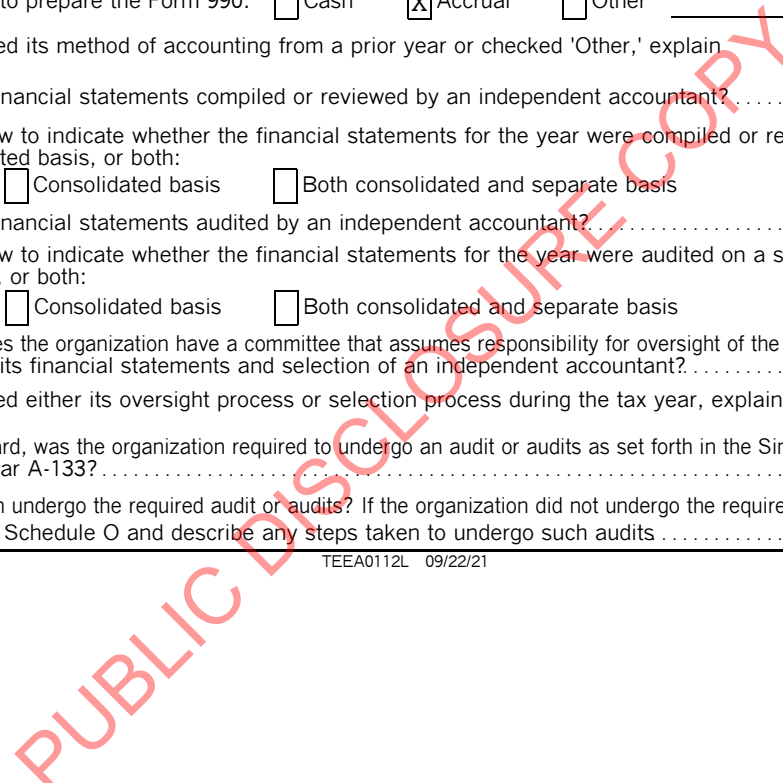 to prepare the Form 990: Cash X Accrual Other
ed its method of accounting from a prior year or checked 'Other,' explain
nancial statements compiled or reviewed by an independent accountant?.....
w to indicate whether the financial statements for the year were compiled or re
ted basis, or both:
Consolidated basis Both consolidated and separate basis
nancial statements audited by an independent accountant?....................
w to indicate whether the financial statements for the year were audited on a s
, or both:
Consolidated basis Both consolidated and separate basis
es the organization have a committee that assumes responsibility for oversight of the
its financial statements and selection of an independent accountant?..........
ed either its oversight process or selection process during the tax year, explain
ard, was the organization required to undergo an audit or audits as set forth in the Sin
ar A-133?......................................................................
n undergo the required audit or audits? If the organization did not undergo the require
Schedule O and describe any steps taken to undergo such audits.............
TEEA0112L 09/22/21
PUBLIC DISCLOSURE COPY